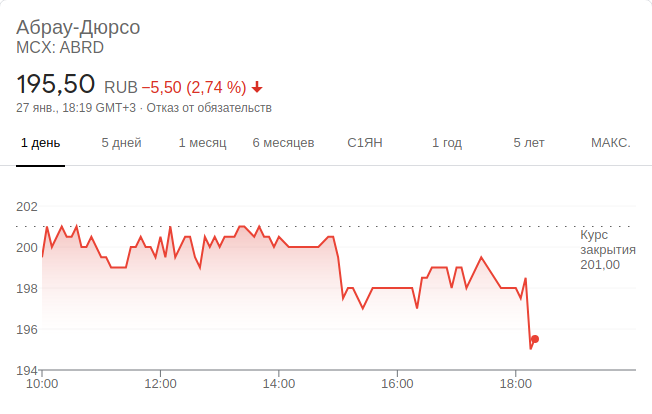 Абрау-Дюрсо
MCX: ABRD
195,50 RUB −5,50 (2,74 %)
27 янв., 18:19 GMT+3 · Отказ от обязательств
1 день 5 дней 1 месяц 6 месяцев С1ЯН 1 год 5 лет МАКС.
202
Курс
закрытия
201,00
200
198
196
194
10:00 12:00 14:00 16:00 18:00